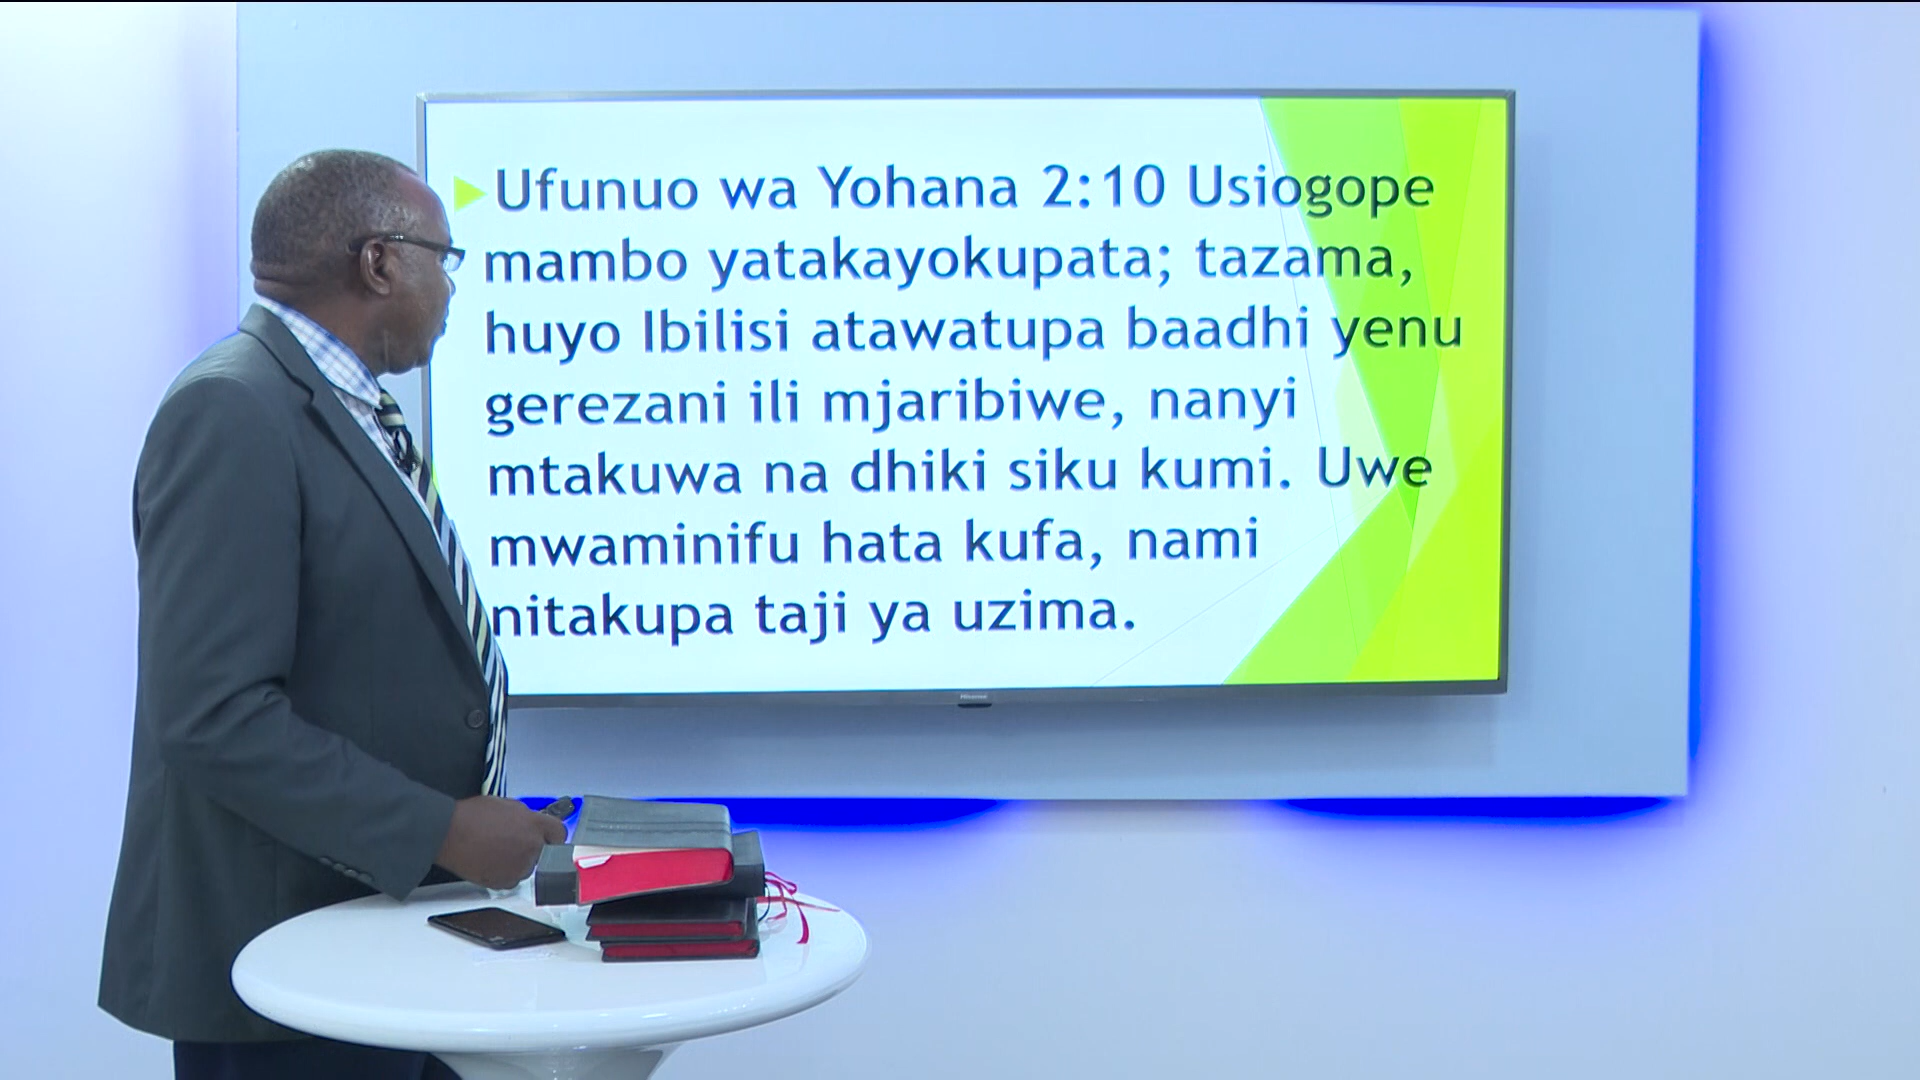 Ufunuo wa Yohana 2:10 Usiogope
mambo yatakayokupata; tazama,
huyo Ibilisi atawatupa baadhi yenu
gerezani ili mjaribiwe, nanyi
mtakuwa na dhiki siku kumi. Uwe
mwaminifu hata kufa, nami
nitakupa taji ya uzima.
Hisense